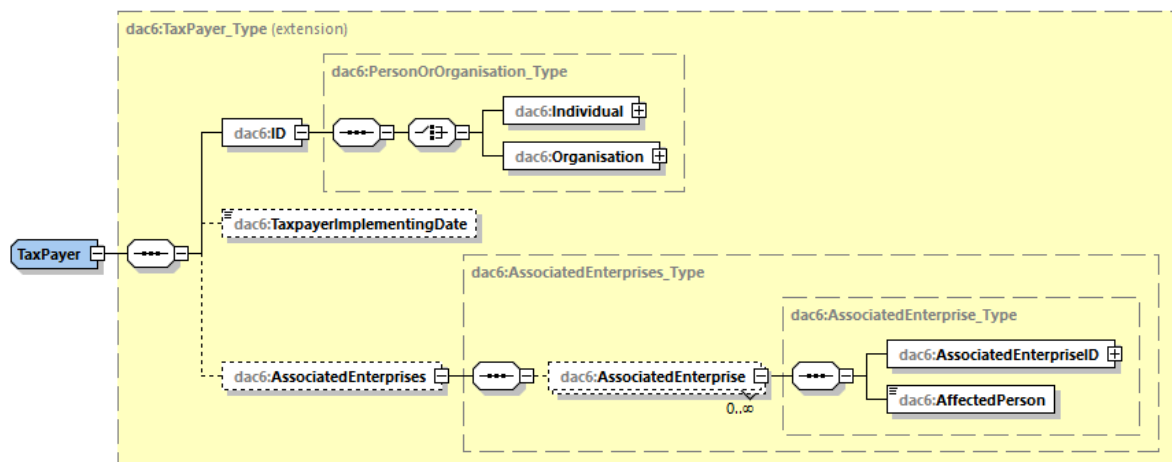 dac6:TaxPayer_Type (extension)
dac6:PersonOrOrganisation_Type
dac6:Individual
dac6:ID
dac6:Organisation
dac6:TaxpayerImplementingDate
TaxPayer
dac6:AssociatedEnterprises_Type
dac6:AssociatedEnterprise_Type
dac6:AssociatedEnterpriseID
dac6:AssociatedEnterprises
dac6:AssociatedEnterprise
dac6:AffectedPerson
0..∞